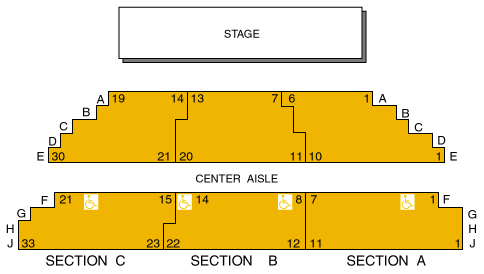 STAGE
A 19 14 13 7 6 1 A
B B
C C
D D
E 30 21 20 11 10 1 E
CENTER AISLE
F 21 15 14 8 7 1 F
G G
H H
J 33 23 22 12 11 1 J
SECTION C SECTION B SECTION A